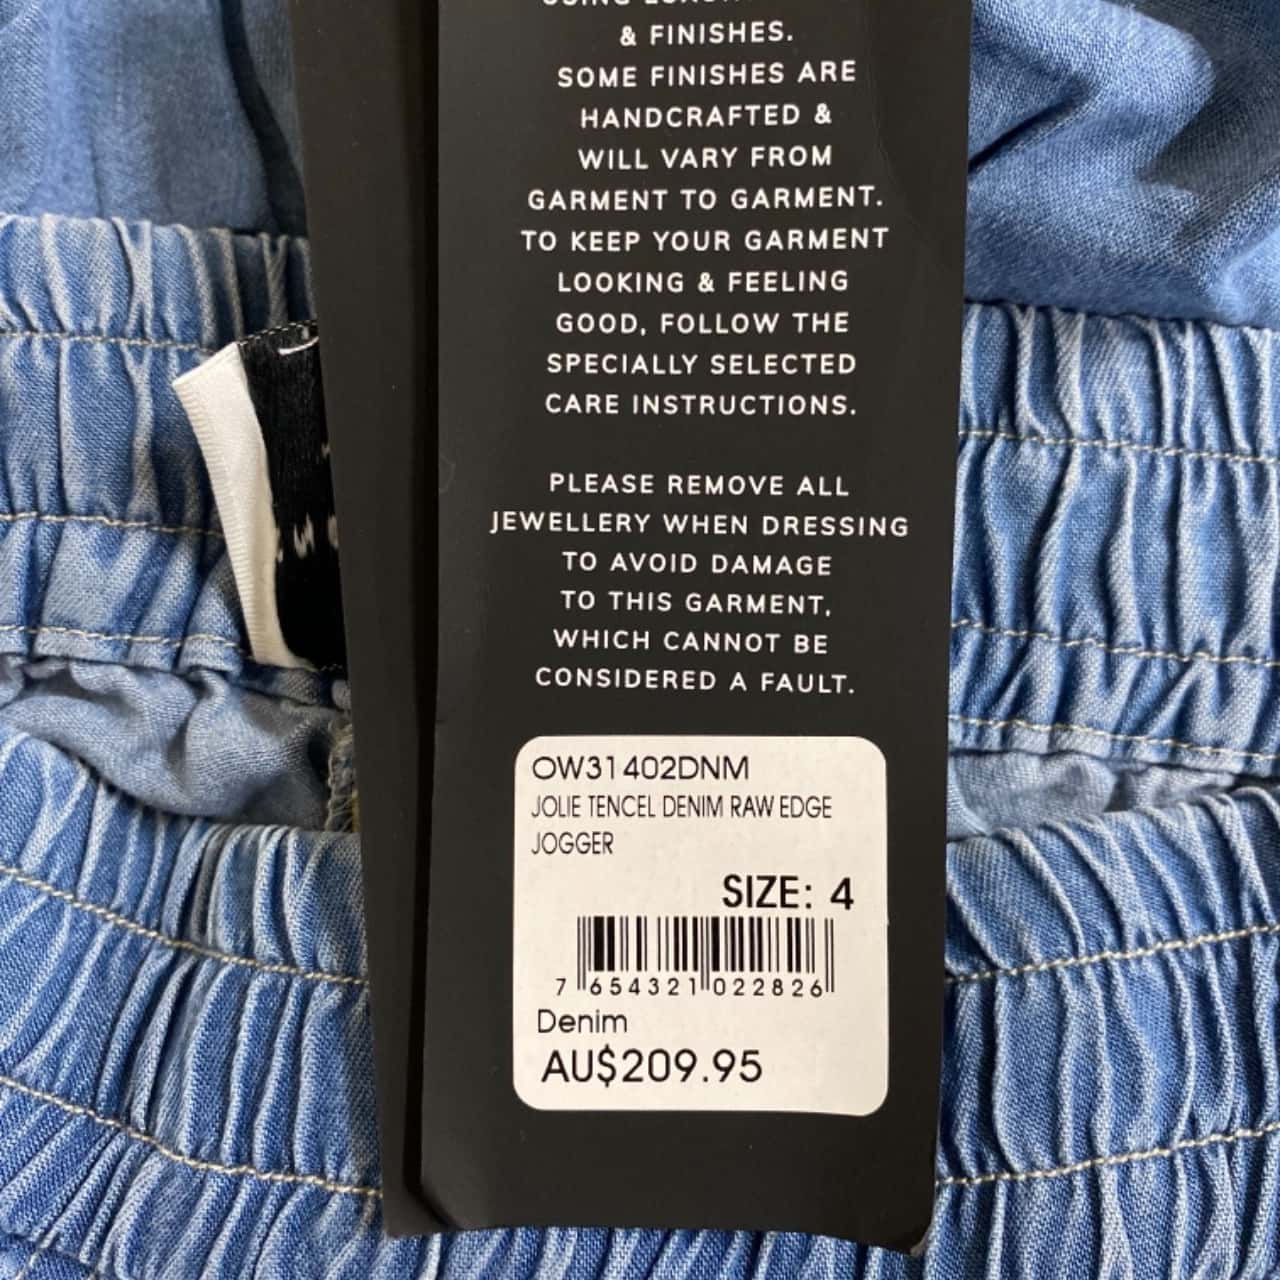 & FINISHES.
SOME FINISHES ARE
HANDCRAFTED &
WILL VARY FROM
GARMENT TO GARMENT.
TO KEEP YOUR GARMENT
LOOKING & FEELING
GOOD, FOLLOW THE
SPECIALLY SELECTED
CARE INSTRUCTIONS.
PLEASE REMOVE ALL
JEWELLERY WHEN DRESSING
TO AVOID DAMAGE
TO THIS GARMENT,
WHICH CANNOT BE
CONSIDERED A FAULT.
OW31402DNM
JOLIE TENCEL DENIM RAW EDGE
JOGGER
SIZE: 4
7 654321 022826
Denim
AU$209.95